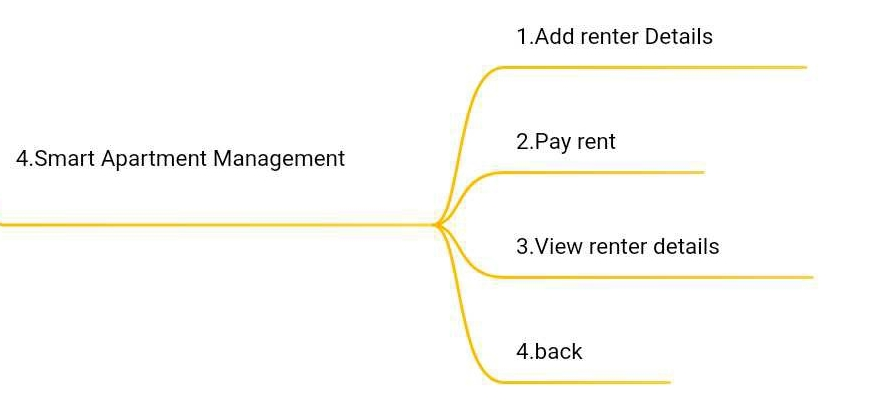 1.Add renter Details
2.Pay rent
4.Smart Apartment Management
3.View renter details
4.back